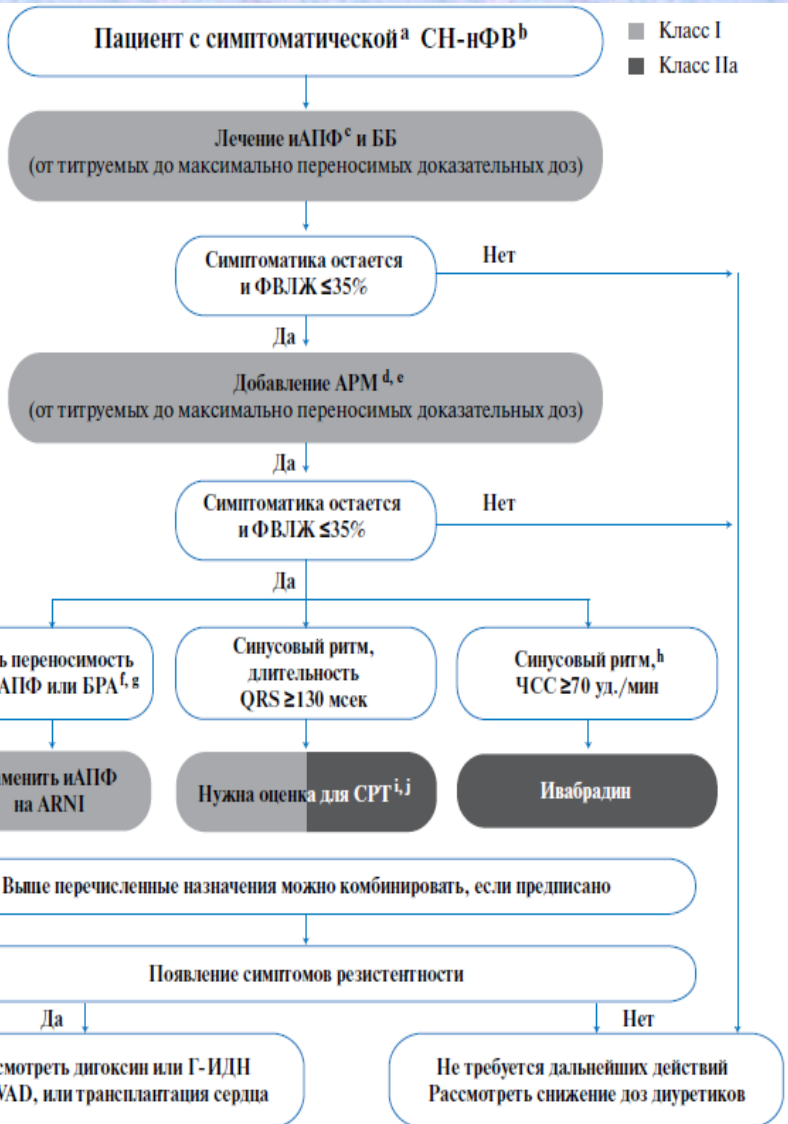 Пациент с симптоматической a СН-нФВ b
Класс I
Класс IIa
Лечение иАПФ c и ББ
(от титруемых до максимально переносимых доказательных доз)
Симптоматика остается
и ФВЛЖ ≤35%
Нет
Да
Добавление АРМ d, e
(от титруемых до максимально переносимых доказательных доз)
Да
Симптоматика остается
и ФВЛЖ ≤35%
Нет
Да
переносимость
АПФ или БРА f, g
Синусовый ритм,
длительность
QRS ≥130 мсек
Синусовый ритм, h
ЧСС ≥70 уд./мин
иАПФ
на ARNI
Нужна оценка для СРТ i, j
Ивабрадин
Выше перечисленные назначения можно комбинировать, если предписано
Появление симптомов резистентности
Да
Нет
дигоксин или Г-ИДН
VAD, или трансплантация сердца
Не требуется дальнейших действий
Рассмотреть снижение доз диуретиков